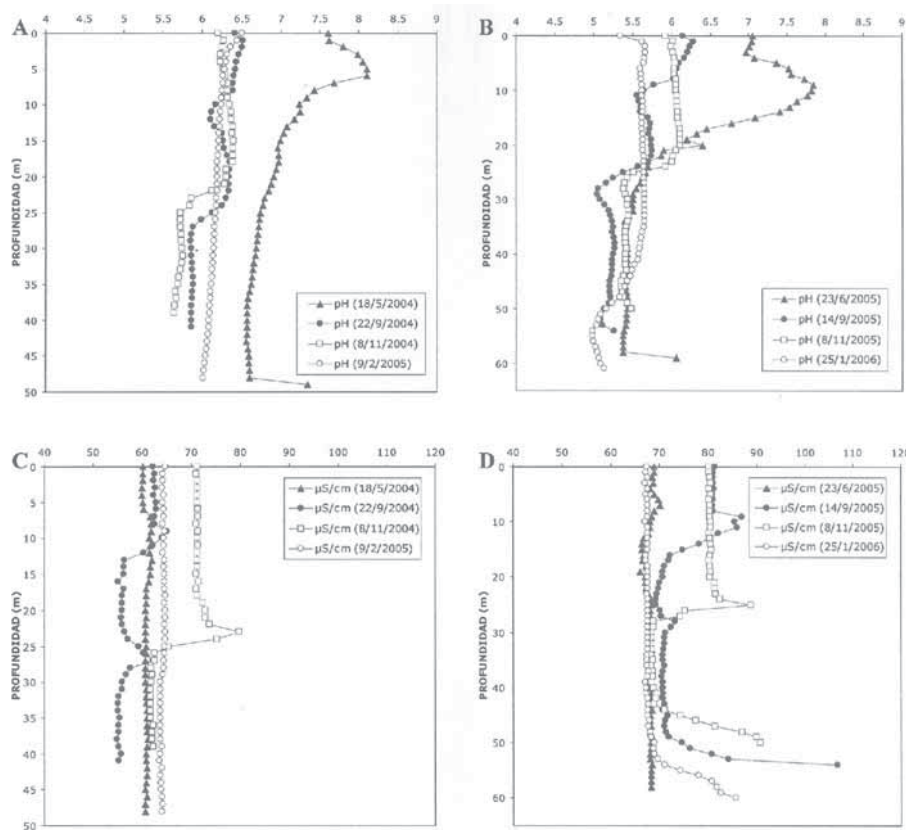 A
4 4.5 5 5.5 6 6.5 7 7.5 8 8.5 9
0
5
10
15
20
25
30
35
40
45
50
PROFUNDIDAD (m)
pH (18/5/2004)
pH (22/9/2004)
pH (8/11/2004)
pH (9/2/2005)
B
4 4.5 5 5.5 6 6.5 7 7.5 8 8.5 9
0
10
20
30
40
50
60
PROFUNDIDAD (m)
pH (23/6/2005)
pH (14/9/2005)
pH (8/11/2005)
pH (25/1/2006)
C
40 50 60 70 80 90 100 110 120
0
5
10
15
20
25
30
35
40
45
50
PROFUNDIDAD (m)
µS/cm (18/5/2004)
µS/cm (22/9/2004)
µS/cm (8/11/2004)
µS/cm (9/2/2005)
D
40 50 60 70 80 90 100 110 120
0
10
20
30
40
50
60
PROFUNDIDAD (m)
µS/cm (23/6/2005)
µS/cm (14/9/2005)
µS/cm (8/11/2005)
µS/cm (25/1/2006)